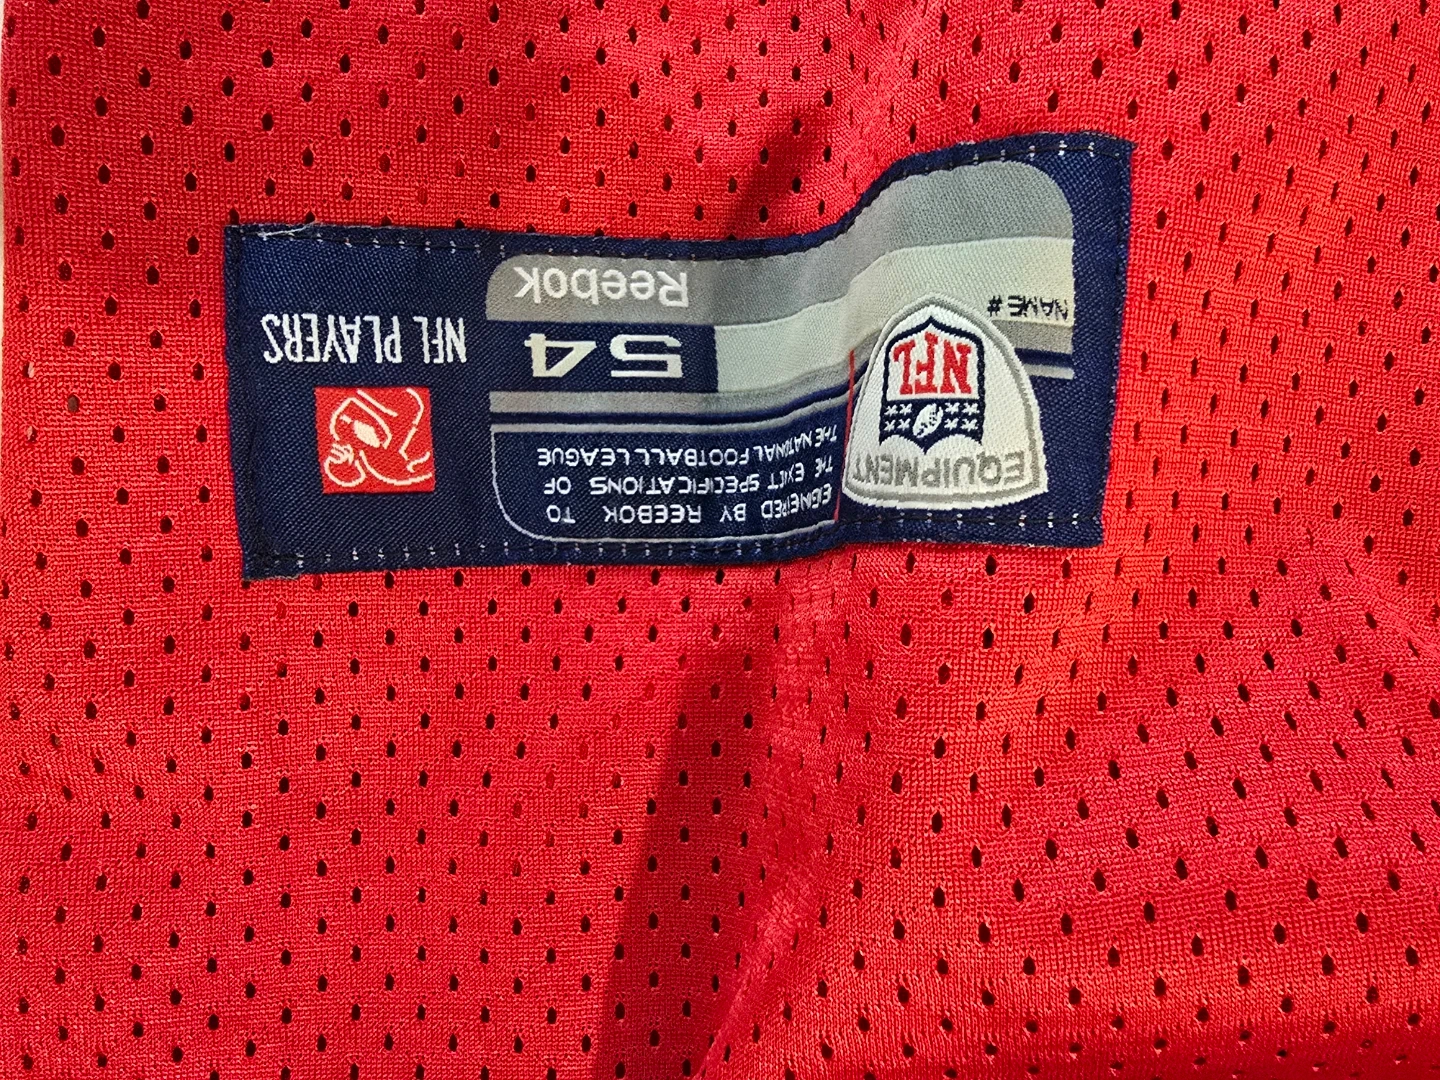 EQUIPMENT
NFL
NAME #
ENGINEERED BY REEBOK TO
THE EXACT SPECIFICATIONS OF
THE NATIONAL FOOTBALL LEAGUE
54
Reebok
NFL PLAYERS